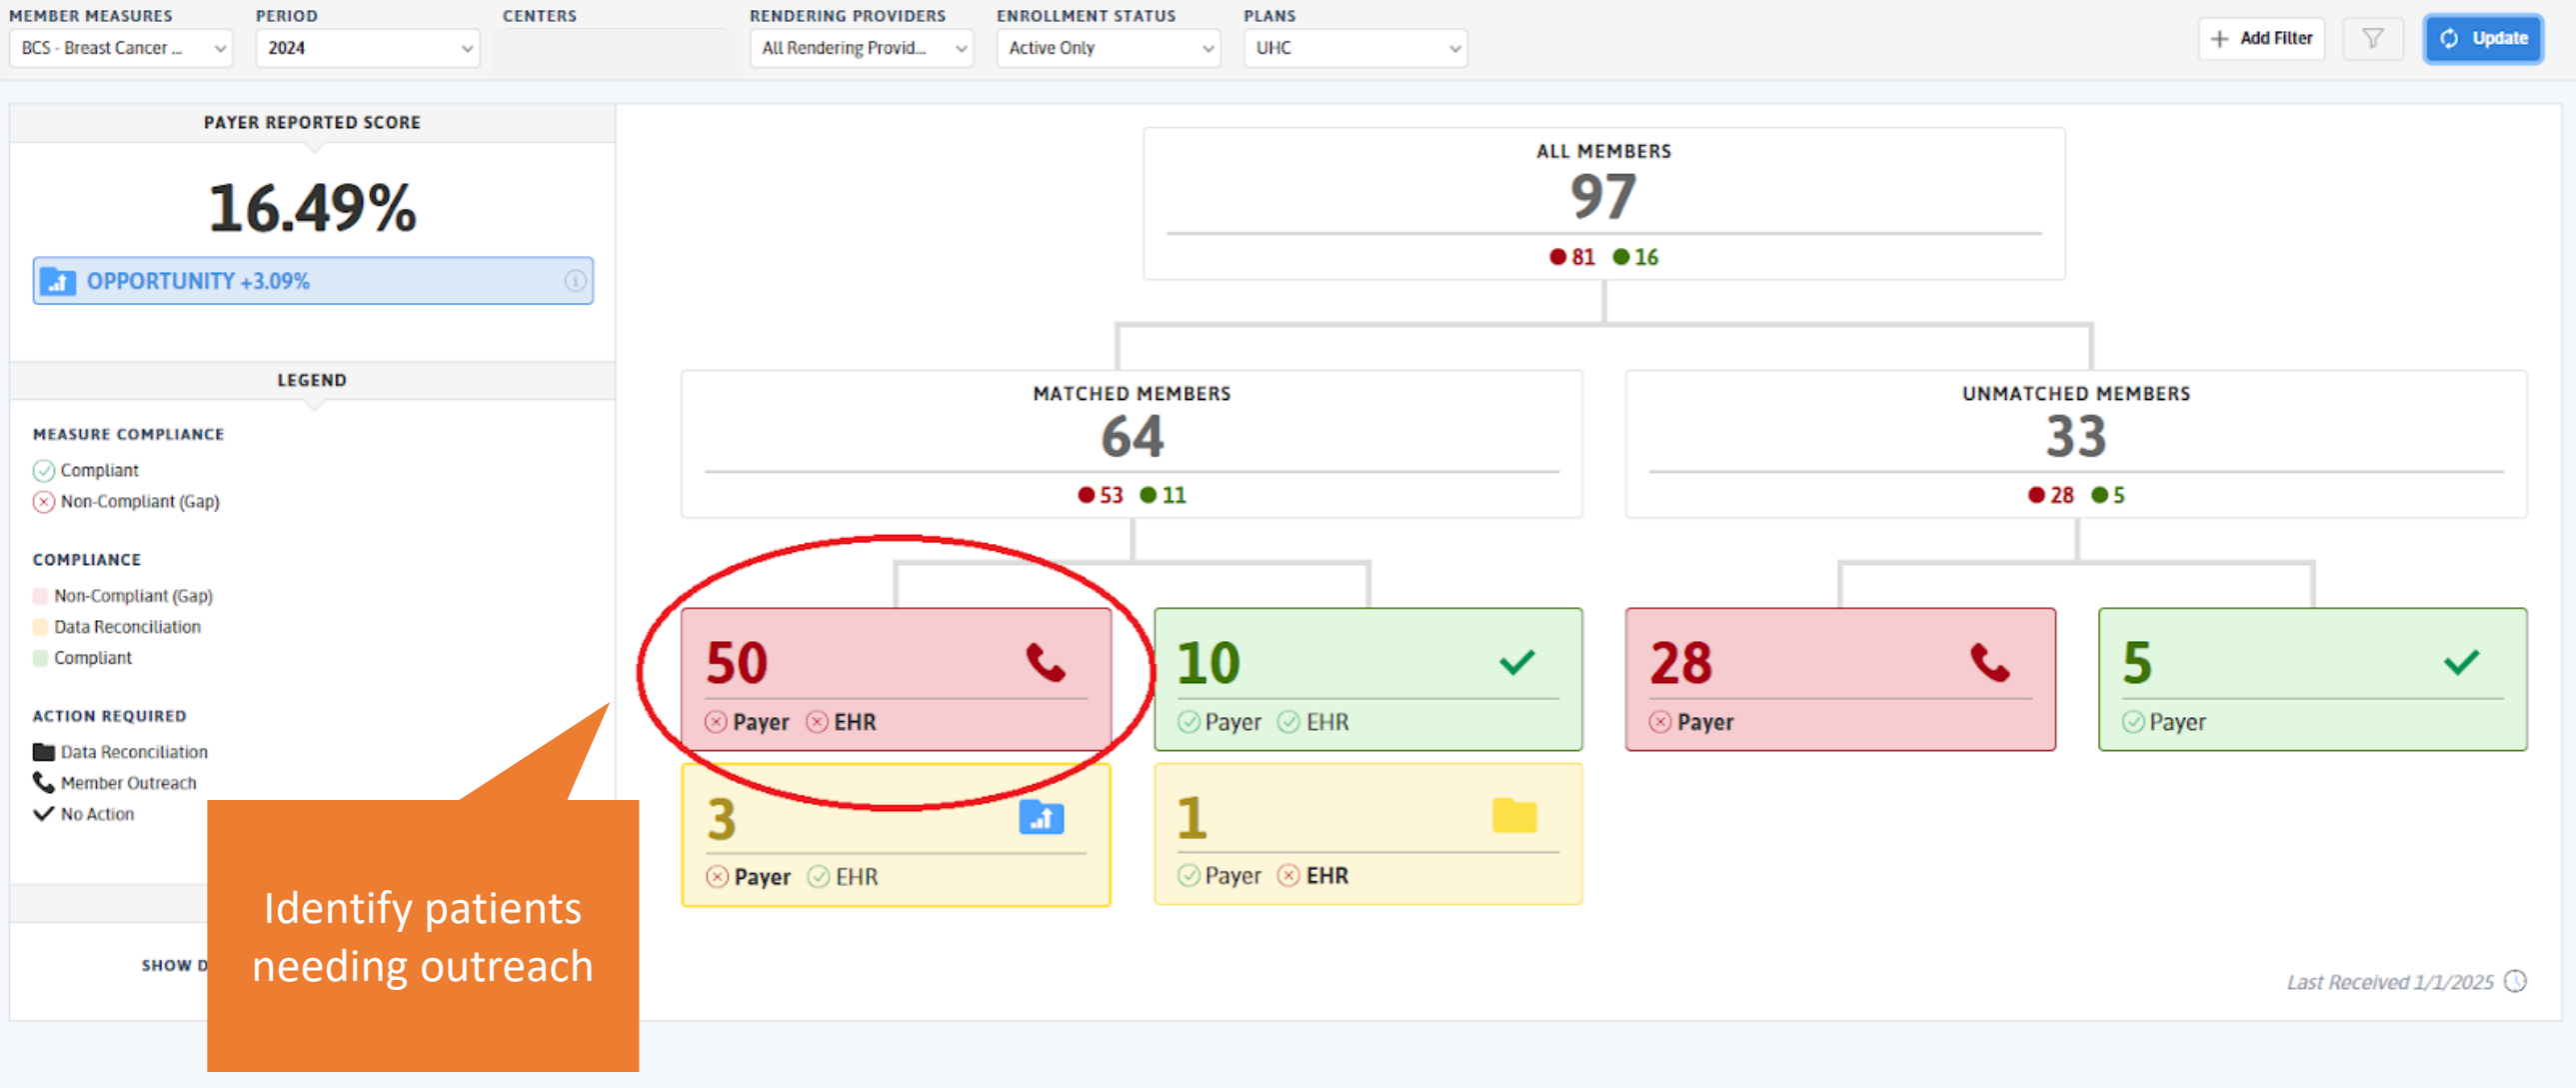 MEMBER MEASURES
PERIOD
CENTERS
RENDERING PROVIDERS
ENROLLMENT STATUS
PLANS
BCS - Breast Cancer ...
2024
All Rendering Provid...
Active Only
UHC
+ Add Filter
Update
PAYER REPORTED SCORE
16.49%
OPPORTUNITY +3.09%
LEGEND
MEASURE COMPLIANCE
Compliant
Non-Compliant (Gap)
COMPLIANCE
Non-Compliant (Gap)
Data Reconciliation
Compliant
ACTION REQUIRED
Data Reconciliation
Member Outreach
No Action
SHOW D
Identify patients
needing outreach
ALL MEMBERS
97
81 16
MATCHED MEMBERS
64
53 11
UNMATCHED MEMBERS
33
28 5
50
Payer EHR
10
Payer EHR
28
Payer
5
Payer
3
Payer EHR
1
Payer EHR
Last Received 1/1/2025